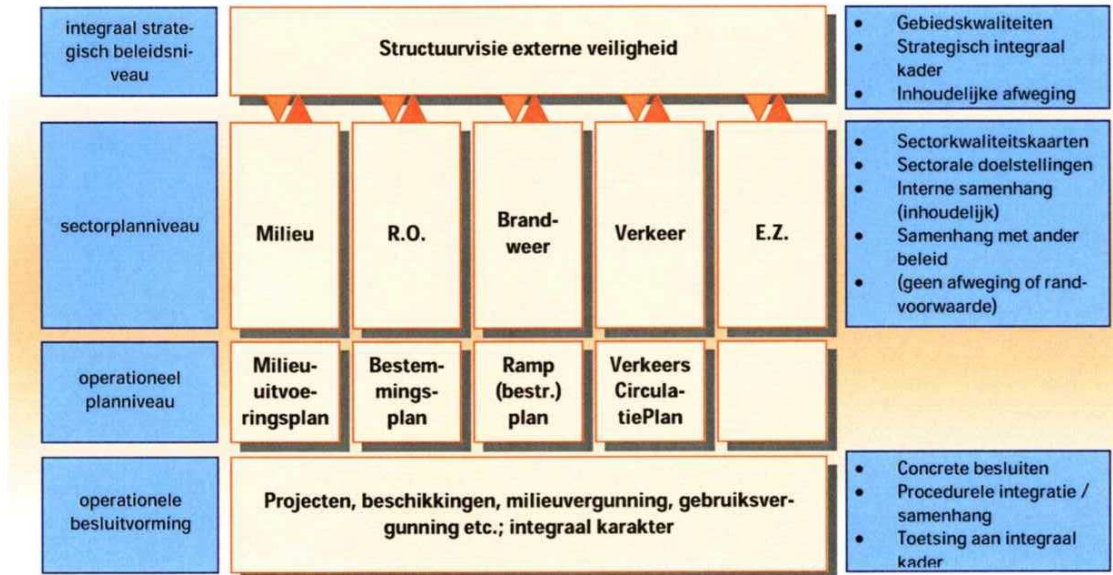 integraal strate-
gisch beleidsni-
veau
Structuurvisie externe veiligheid
• Gebiedskwaliteiten
• Strategisch integraal
kader
• Inhoudelijke afweging
sectorplanniveau
Milieu
R.O.
Brand-
weer
Verkeer
E.Z.
• Sectorkwaliteitskaarten
• Sectorale doelstellingen
• Interne samenhang
(inhoudelijk)
• Samenhang met ander
beleid
• (geen afweging of rand-
voorwaarde)
operationeel
planniveau
Milieu-
uitvoe-
ringsplan
Bestem-
mings-
plan
Ramp
(bestr.)
plan
Verkeers
Circula-
tiePlan
operationele
besluitvorming
Projecten, beschikkingen, milieuvergunning, gebruiksver-
gunning etc.; integraal karakter
• Concrete besluiten
• Procedurele integratie /
samenhang
• Toetsing aan integraal
kader